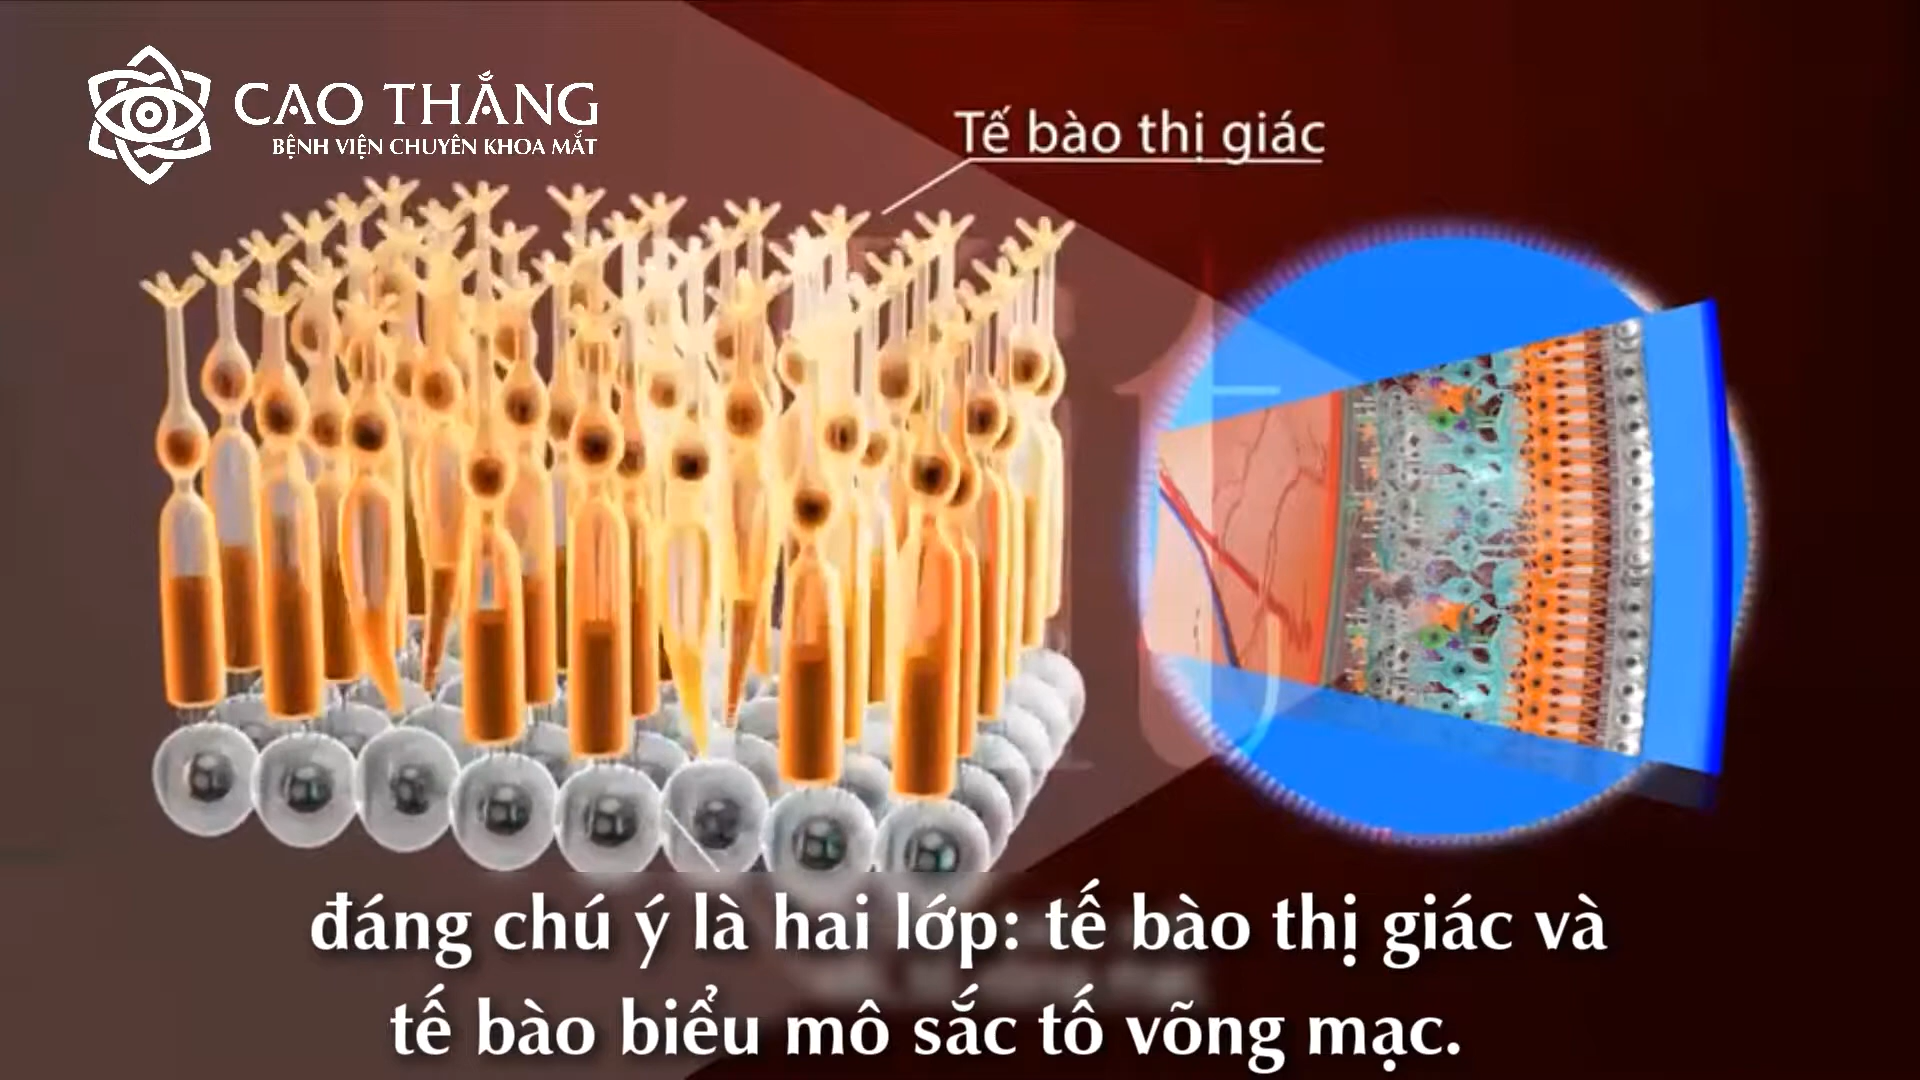 CAO THẮNG
BỆNH VIỆN CHUYÊN KHOA MẮT
Tế bào thị giác
đáng chú ý là hai lớp: tế bào thị giác và
tế bào biểu mô sắc tố võng mạc.